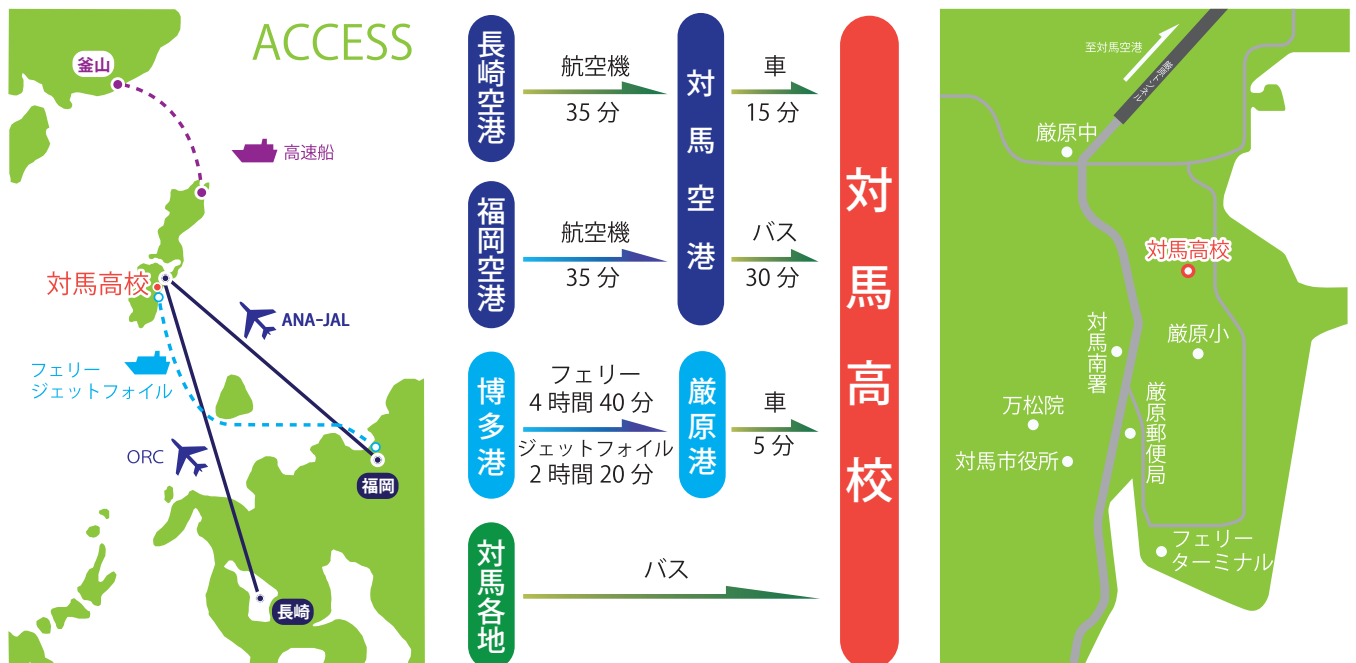 ACCESS
釜山
高速船
対馬高校
ANA-JAL
フェリー
ジェットフォイル
ORC
福岡
長崎
長崎空港
航空機
35 分
福岡空港
航空機
35 分
対馬空港
車
15 分
バス
30 分
博多港
フェリー
4 時間 40 分
ジェットフォイル
2 時間 20 分
厳原港
車
5 分
対馬各地
バス
対馬高校
至対馬空港
厳原トンネル
厳原中
対馬高校
厳原小
対馬南署
厳原郵便局
万松院
対馬市役所
フェリー
ターミナル